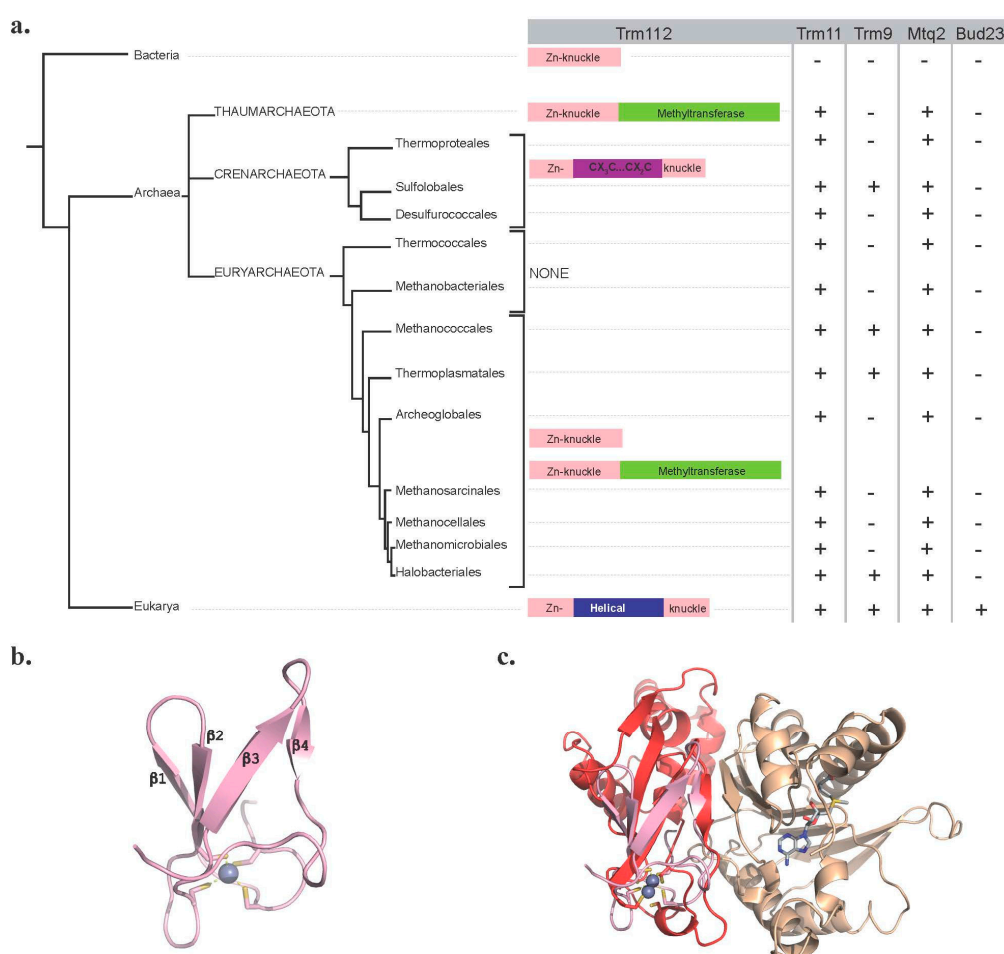 a.
Trm112 Trm11 Trm9 Mtq2 Bud23
Bacteria Zn-knuckle - - - -
THAUMARCHAEOTA Zn-knuckle Methyltransferase + - + -
Thermoproteales + - + -
CRENARCHAEOTA Zn- CX2C...CX2C knuckle
Archaea Sulfolobales + + + -
Desulfurococcales + - + -
Thermococcales + - + -
EURYARCHAEOTA NONE
Methanobacteriales + - + -
Methanococcales + + + -
Thermoplasmatales + + + -
Archeoglobales + - + -
Zn-knuckle
Zn-knuckle Methyltransferase
Methanosarcinales + - + -
Methanocellales + - + -
Methanomicrobiales + - + -
Halobacteriales + + + -
Eukarya Zn- Helical knuckle + + + +
b. c.
β2
β3 β4
β1